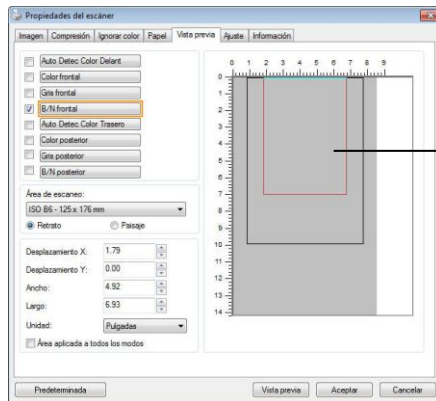 Propiedades del escáner
Imagen Compresión Ignorar color Papel Vista previa Ajuste Información
Auto Detec Color Delant
Color frontal
Gris frontal
B/N frontal
Auto Detec Color Trasero
Color posterior
Gris posterior
B/N posterior
Área de escaneo:
ISO B6 - 125 x 176 mm
Retrato Paisaje
Desplazamiento X: 1.79
Desplazamiento Y: 0.00
Ancho: 4.92
Largo: 6.93
Unidad: Pulgadas
Área aplicada a todos los modos
0 1 2 3 4 5 6 7 8 9
0
1
2
3
4
5
6
7
8
9
10
11
12
13
14
Predeterminada Vista previa Aceptar Cancelar